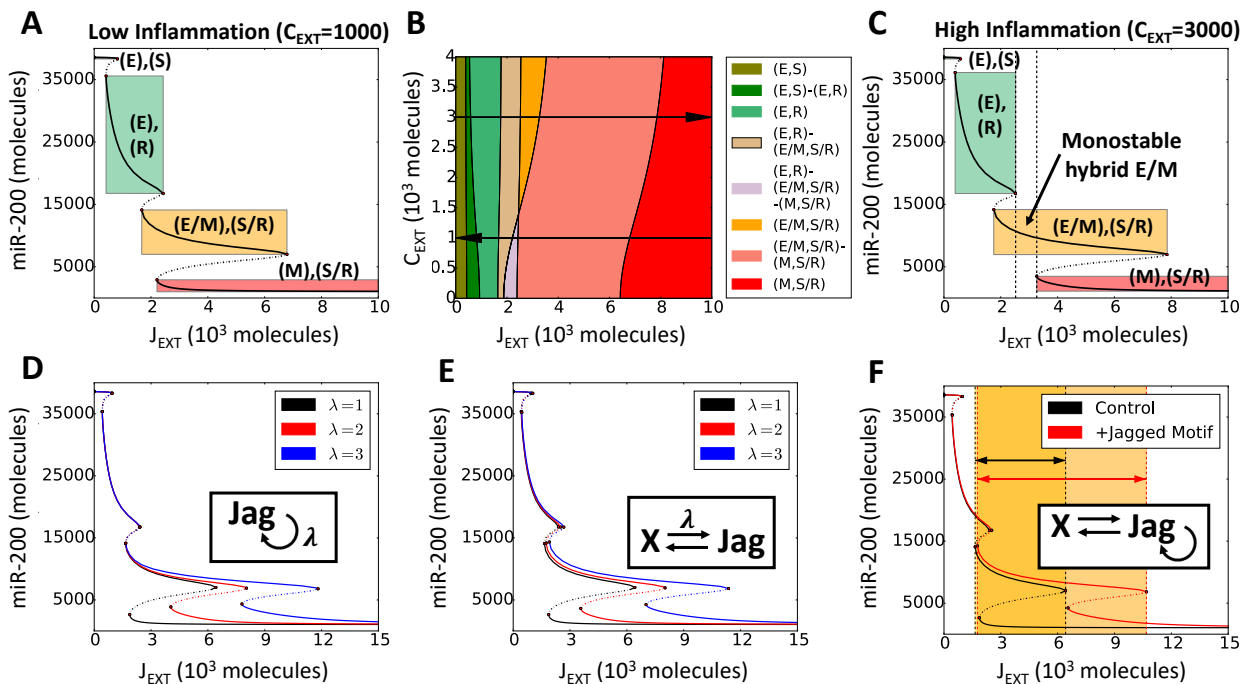 A
Low Inflammation (C_EXT=1000)
miR-200 (molecules)
35000
25000
15000
5000
(E),(S)
(E),
(R)
(E/M),(S/R)
(M),(S/R)
0 2 4 6 8 10
J_EXT (10³ molecules)
B
C_EXT (10³ molecules)
4
3.5
3
2.5
2
1.5
1
0.5
0
0 2 4 6 8 10
J_EXT (10³ molecules)
(E,S)
(E,S)-(E,R)
(E,R)
(E,R)-
(E/M,S/R)
(E,R)-
(E/M,S/R)
-(M,S/R)
(E/M,S/R)
(E/M,S/R)-
(M,S/R)
(M,S/R)
C
High Inflammation (C_EXT=3000)
miR-200 (molecules)
35000
25000
15000
5000
(E),(S)
(E),
(R)
Monostable
hybrid E/M
(E/M),(S/R)
(M),(S/R)
0 2 4 6 8 10
J_EXT (10³ molecules)
D
miR-200 (molecules)
35000
25000
15000
5000
λ=1
λ=2
λ=3
Jag
λ
0 3 6 9 12 15
J_EXT (10³ molecules)
E
miR-200 (molecules)
35000
25000
15000
5000
λ=1
λ=2
λ=3
λ
X Jag
0 3 6 9 12 15
J_EXT (10³ molecules)
F
miR-200 (molecules)
35000
25000
15000
5000
Control
+Jagged Motif
X Jag
0 3 6 9 12 15
J_EXT (10³ molecules)